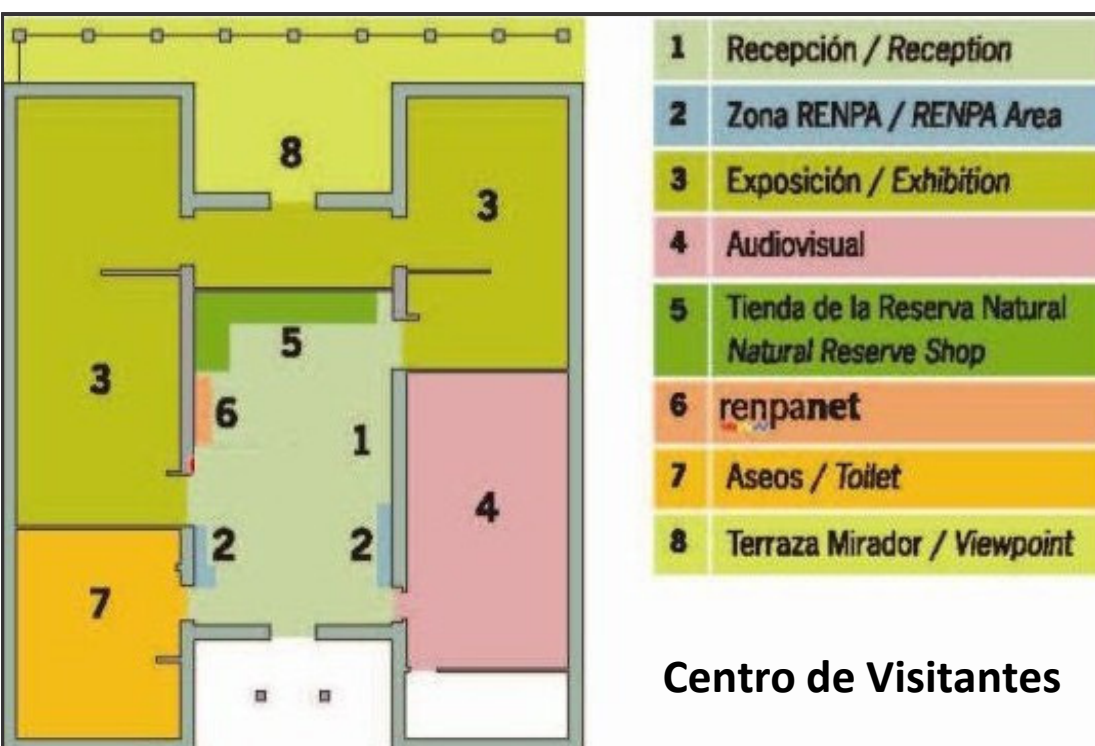 8
3
3
5
6
1
4
2
2
7
1 Recepción / Reception
2 Zona RENPA / RENPA Area
3 Exposición / Exhibition
4 Audiovisual
5 Tienda de la Reserva Natural
Natural Reserve Shop
6 renpanet
7 Aseos / Toilet
8 Terraza Mirador / Viewpoint
Centro de Visitantes